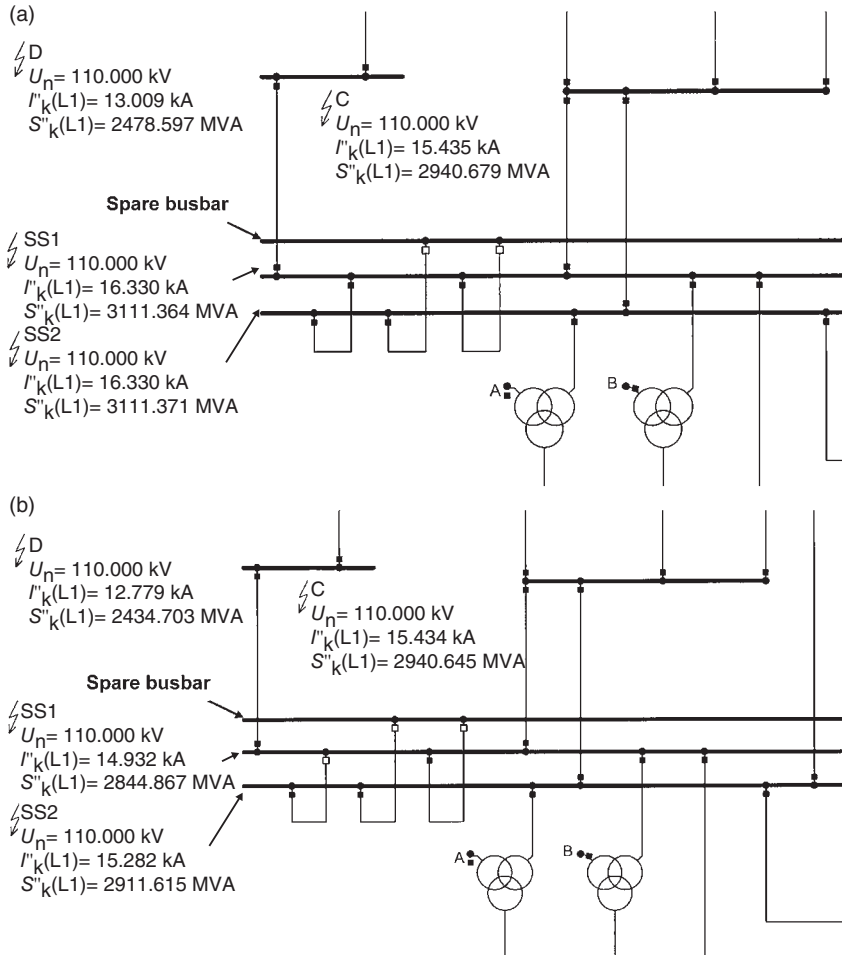 (a)
D
Un= 110.000 kV
I"k(L1)= 13.009 kA
S"k(L1)= 2478.597 MVA
C
Un= 110.000 kV
I"k(L1)= 15.435 kA
S"k(L1)= 2940.679 MVA
Spare busbar
SS1
Un= 110.000 kV
I"k(L1)= 16.330 kA
S"k(L1)= 3111.364 MVA
SS2
Un= 110.000 kV
I"k(L1)= 16.330 kA
S"k(L1)= 3111.371 MVA
A
B
(b)
D
Un= 110.000 kV
I"k(L1)= 12.779 kA
S"k(L1)= 2434.703 MVA
C
Un= 110.000 kV
I"k(L1)= 15.434 kA
S"k(L1)= 2940.645 MVA
Spare busbar
SS1
Un= 110.000 kV
I"k(L1)= 14.932 kA
S"k(L1)= 2844.867 MVA
SS2
Un= 110.000 kV
I"k(L1)= 15.282 kA
S"k(L1)= 2911.615 MVA
A
B